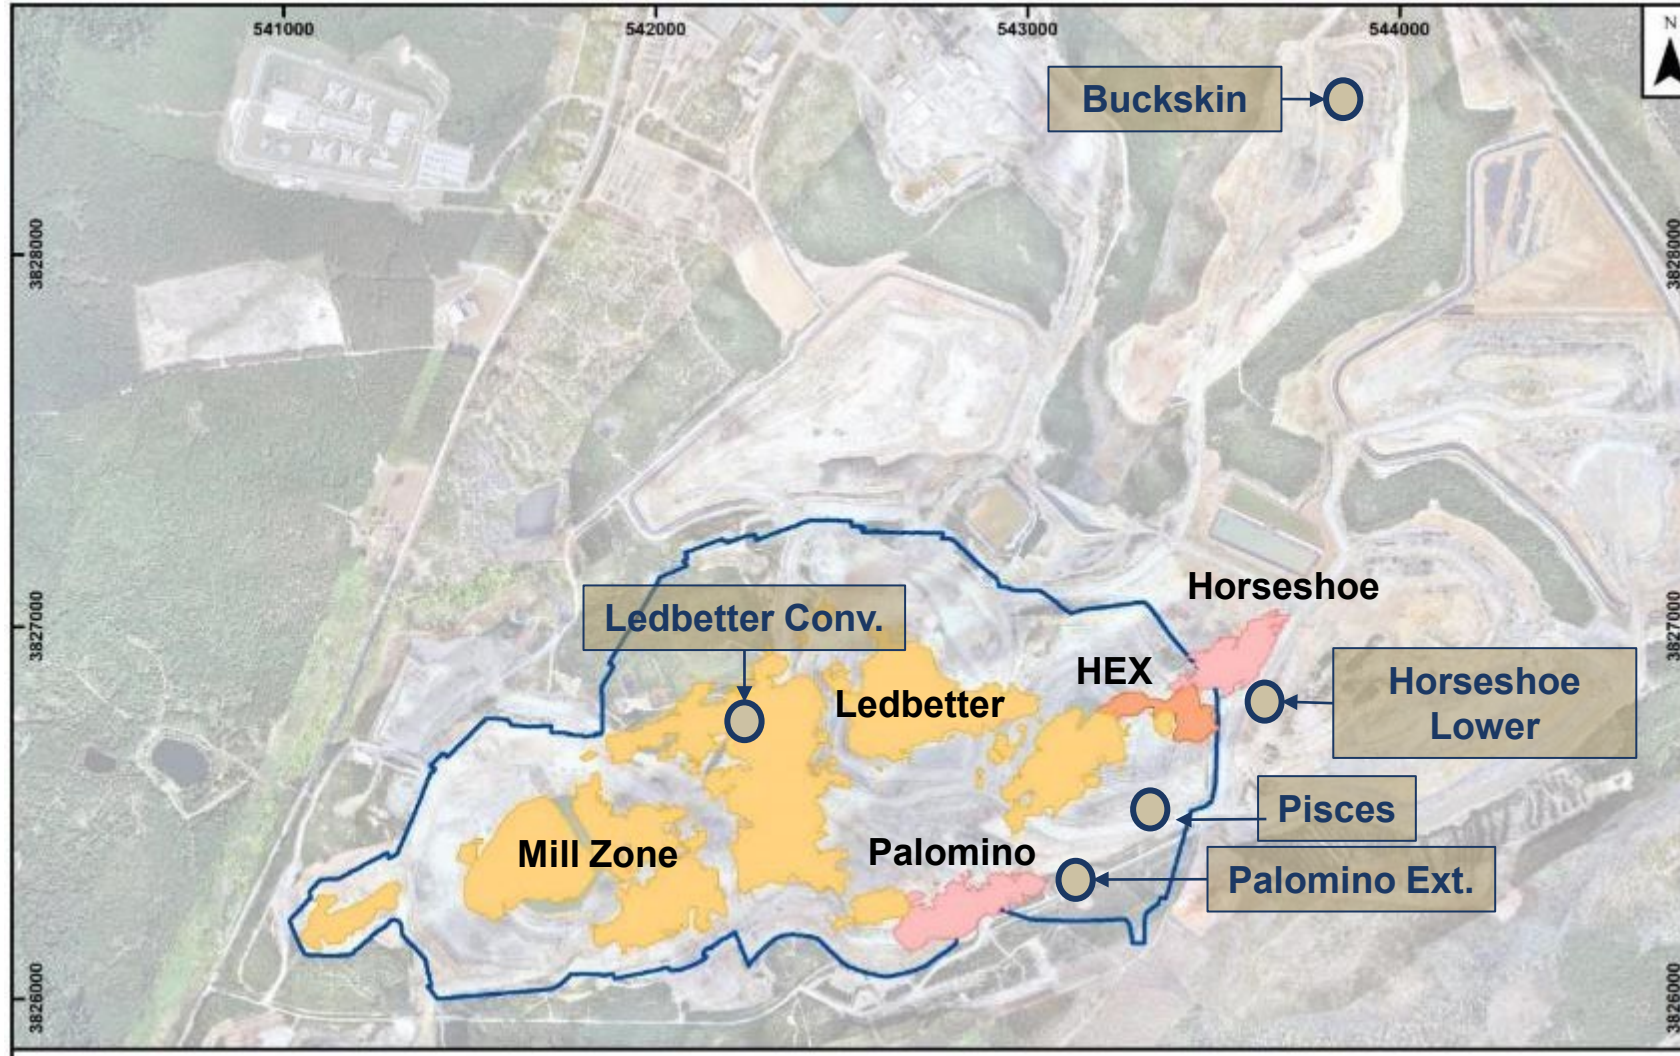 541000
542000
543000
544000
N
Buckskin
3828000
3828000
Horseshoe
Ledbetter Conv.
3827000
3827000
HEX
Ledbetter
Horseshoe
Lower
Pisces
Mill Zone
Palomino
Palomino Ext.
3826000
3826000